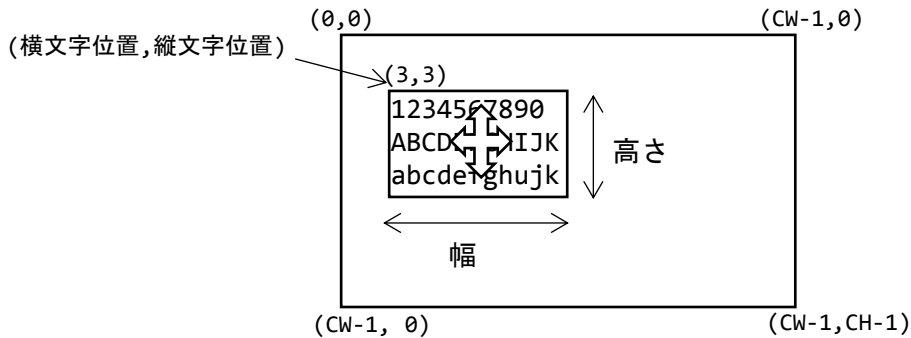 (0,0)
(CW-1,0)
(横文字位置,縦文字位置)
(3,3)
1234567890
ABCD IJK
abcdefghujk
高さ
幅
(CW-1, 0)
(CW-1,CH-1)